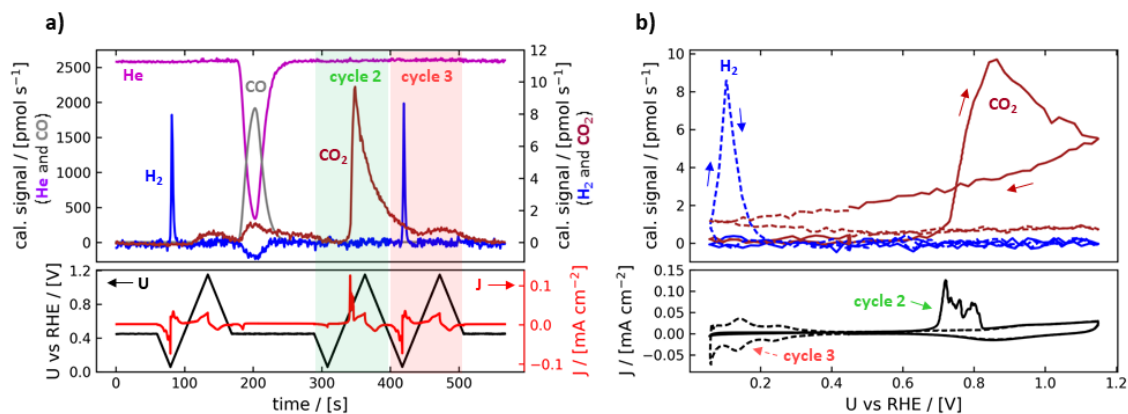 a)
cal. signal / [pmol s⁻¹]
(He and CO)
2500
2000
1500
1000
500
0
He
CO
H₂
CO₂
cycle 2
cycle 3
12
10
8
6
4
2
0
cal. signal / [pmol s⁻¹]
(H₂ and CO₂)
U vs RHE / [V]
1.2
0.8
0.4
0.0
U
J
0.1
0.0
−0.1
J / [mA cm⁻²]
0
100
200
300
400
500
time / [s]
b)
cal. signal / [pmol s⁻¹]
10
8
6
4
2
0
H₂
CO₂
J / [mA cm⁻²]
0.10
0.05
0.00
−0.05
cycle 2
cycle 3
0.2
0.4
0.6
0.8
1.0
1.2
U vs RHE / [V]